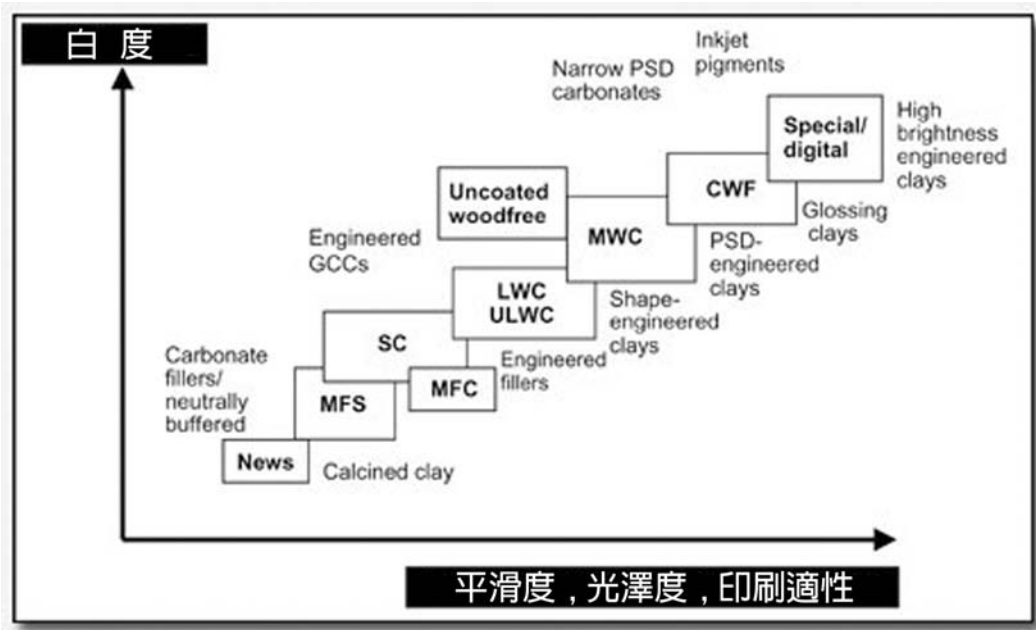 白 度
Inkjet
pigments
Narrow PSD
carbonates
Special/
digital
High
brightness
engineered
clays
Uncoated
woodfree
CWF
Glossing
clays
MWC
PSD-
engineered
clays
Engineered
GCCs
LWC
ULWC
Shape-
engineered
clays
SC
Engineered
fillers
Carbonate
fillers/
neutrally
buffered
MFC
MFS
News
Calcined clay
平滑度 , 光澤度 , 印刷適性